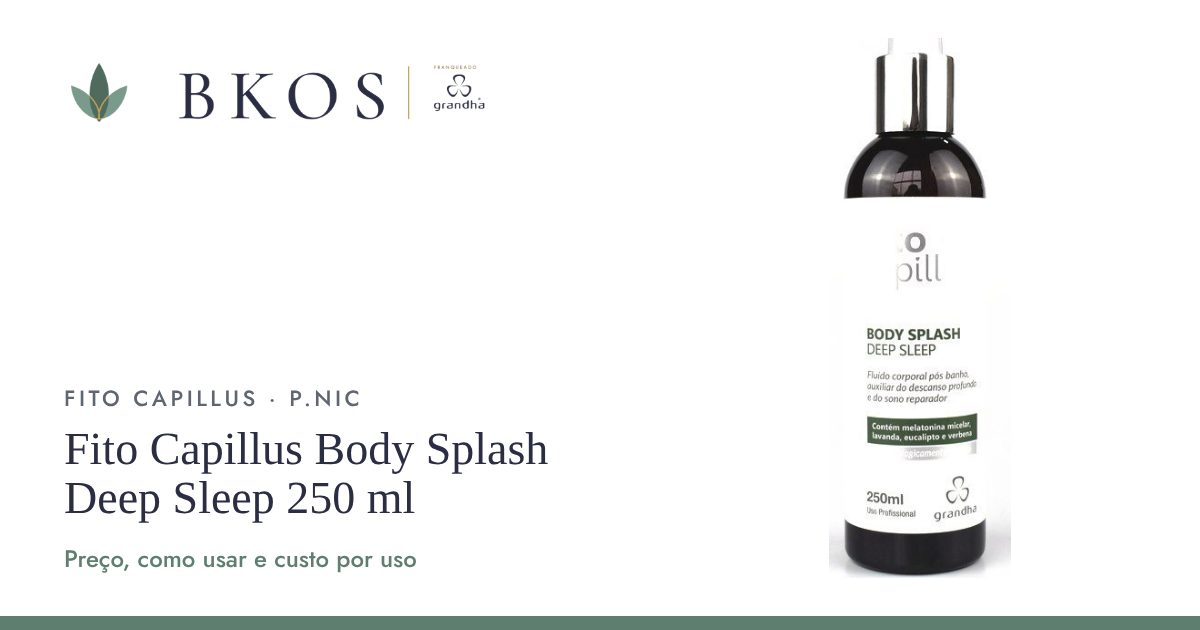 BKOS
FRANQUEADO
grandha
FITO CAPILLUS · P.NIC
Fito Capillus Body Splash
Deep Sleep 250 ml
Preço, como usar e custo por uso
to
pill
BODY SPLASH
DEEP SLEEP
Fluido corporal pós banho,
auxiliar do descanso profundo
e do sono reparador
Contém melatonina micelar,
lavanda, eucalipto e verbena
250ml
Uso Profissional
grandha